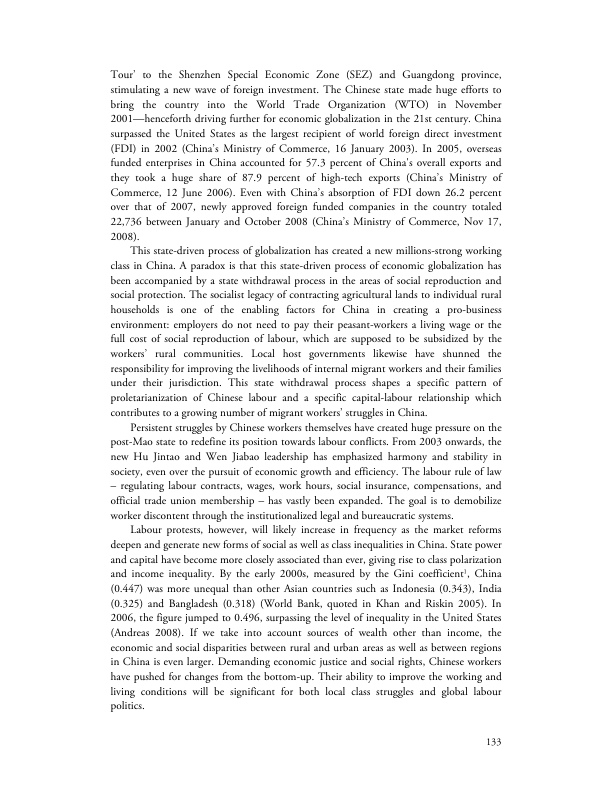 Tour’ to the Shenzhen Special Economic Zone (SEZ) and Guangdong province,
stimulating a new wave of foreign investment. The Chinese state made huge efforts to
bring the country into the World Trade Organization (WTO) in November
2001—henceforth driving further for economic globalization in the 21st century. China
surpassed the United States as the largest recipient of world foreign direct investment
(FDI) in 2002 (China’s Ministry of Commerce, 16 January 2003). In 2005, overseas
funded enterprises in China accounted for 57.3 percent of China’s overall exports and
they took a huge share of 87.9 percent of high-tech exports (China’s Ministry of
Commerce, 12 June 2006). Even with China’s absorption of FDI down 26.2 percent
over that of 2007, newly approved foreign funded companies in the country totaled
22,736 between January and October 2008 (China’s Ministry of Commerce, Nov 17,
2008).
This state-driven process of globalization has created a new millions-strong working
class in China. A paradox is that this state-driven process of economic globalization has
been accompanied by a state withdrawal process in the areas of social reproduction and
social protection. The socialist legacy of contracting agricultural lands to individual rural
households is one of the enabling factors for China in creating a pro-business
environment: employers do not need to pay their peasant-workers a living wage or the
full cost of social reproduction of labour, which are supposed to be subsidized by the
workers’ rural communities. Local host governments likewise have shunned the
responsibility for improving the livelihoods of internal migrant workers and their families
under their jurisdiction. This state withdrawal process shapes a specific pattern of
proletarianization of Chinese labour and a specific capital-labour relationship which
contributes to a growing number of migrant workers’ struggles in China.
Persistent struggles by Chinese workers themselves have created huge pressure on the
post-Mao state to redefine its position towards labour conflicts. From 2003 onwards, the
new Hu Jintao and Wen Jiabao leadership has emphasized harmony and stability in
society, even over the pursuit of economic growth and efficiency. The labour rule of law
– regulating labour contracts, wages, work hours, social insurance, compensations, and
official trade union membership – has vastly been expanded. The goal is to demobilize
worker discontent through the institutionalized legal and bureaucratic systems.
Labour protests, however, will likely increase in frequency as the market reforms
deepen and generate new forms of social as well as class inequalities in China. State power
and capital have become more closely associated than ever, giving rise to class polarization
and income inequality. By the early 2000s, measured by the Gini coefficient¹, China
(0.447) was more unequal than other Asian countries such as Indonesia (0.343), India
(0.325) and Bangladesh (0.318) (World Bank, quoted in Khan and Riskin 2005). In
2006, the figure jumped to 0.496, surpassing the level of inequality in the United States
(Andreas 2008). If we take into account sources of wealth other than income, the
economic and social disparities between rural and urban areas as well as between regions
in China is even larger. Demanding economic justice and social rights, Chinese workers
have pushed for changes from the bottom-up. Their ability to improve the working and
living conditions will be significant for both local class struggles and global labour
politics.
133